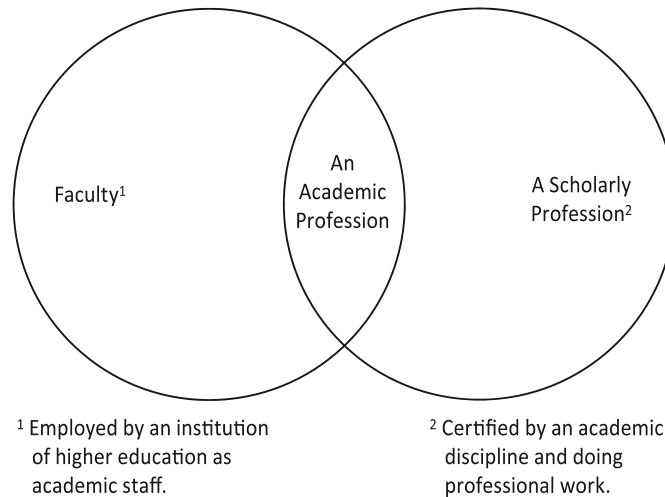 Faculty¹
An
Academic
Profession
A Scholarly
Profession²
¹ Employed by an institution
of higher education as
academic staff.
² Certified by an academic
discipline and doing
professional work.